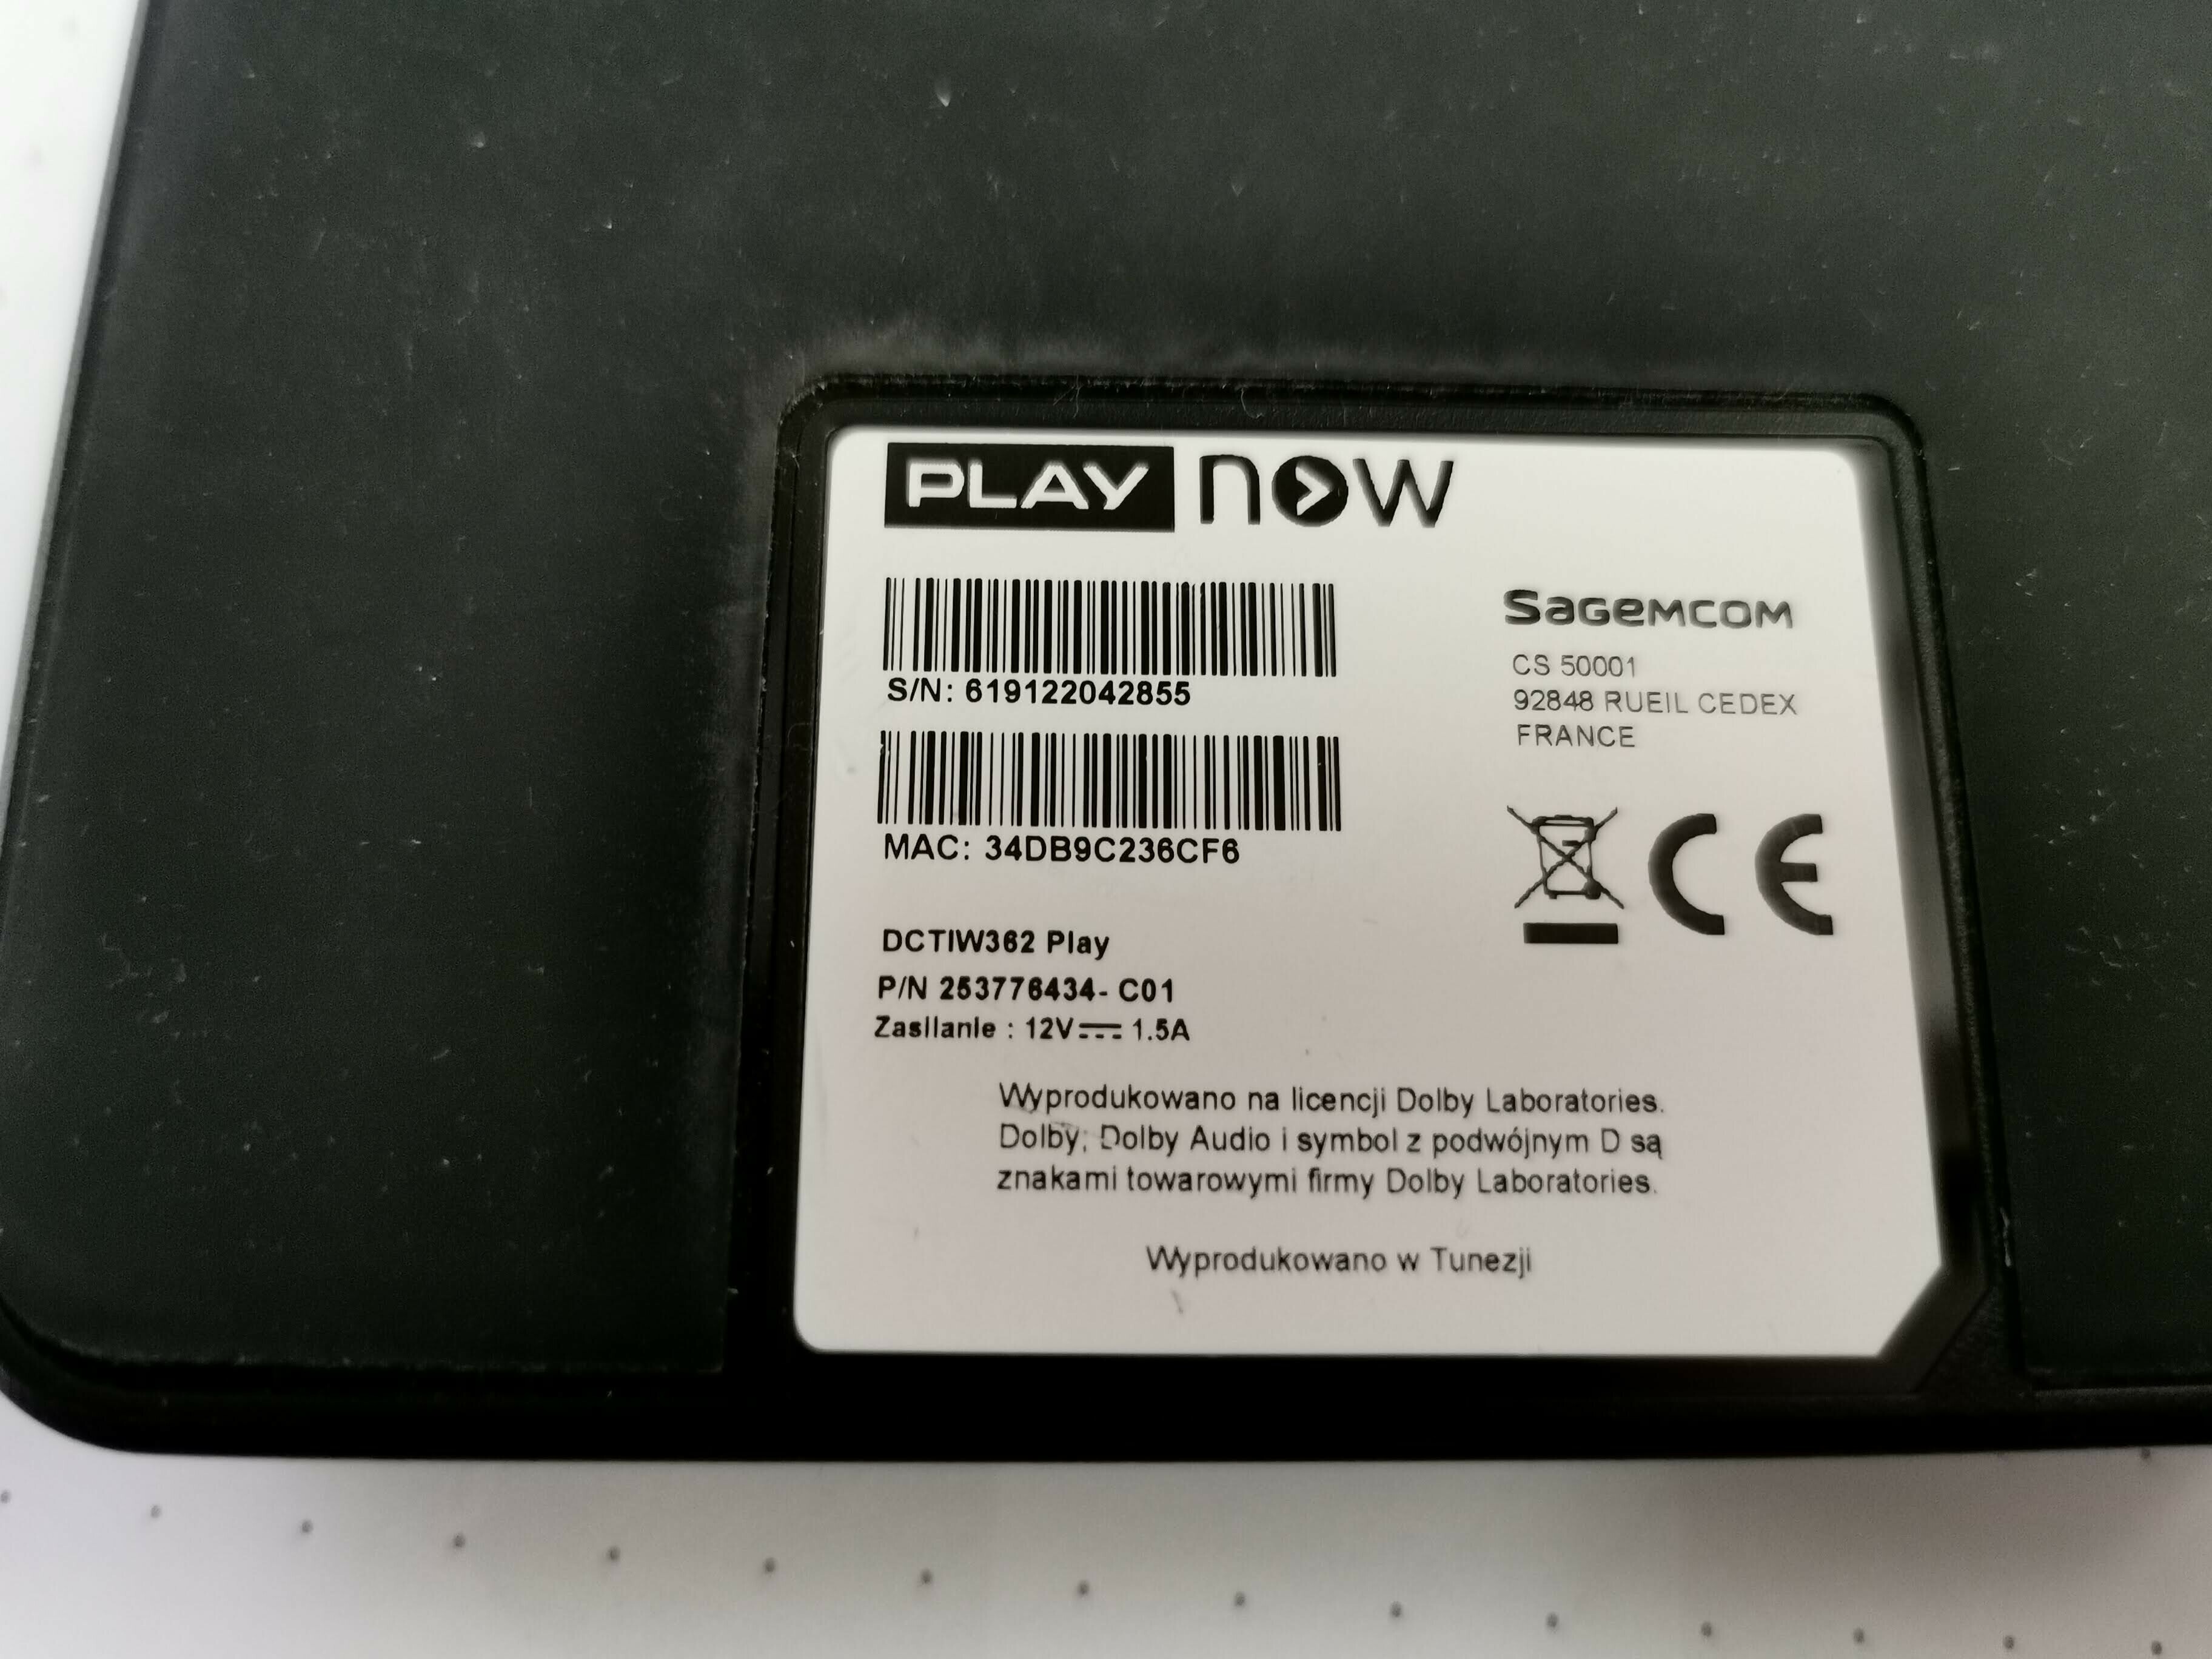 PLAY now
S/N: 619122042855
MAC: 34DB9C236CF6
DCTIW362 Play
P/N 253776434- C01
Zasilanie : 12V 1.5A
SAGEMCOM
CS 50001
92848 RUEIL CEDEX
FRANCE
CE
Wyprodukowano na licencji Dolby Laboratories.
Dolby, Dolby Audio i symbol z podwójnym D są
znakami towarowymi firmy Dolby Laboratories.
Wyprodukowano w Tunezji